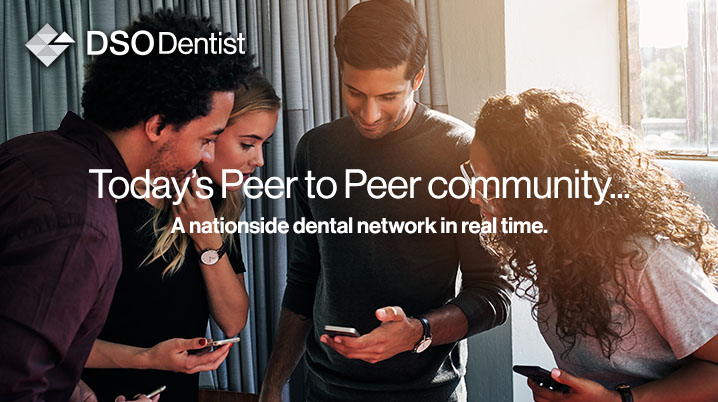 DSO Dentist
Today's Peer to Peer community...
A nationside dental network in real time.